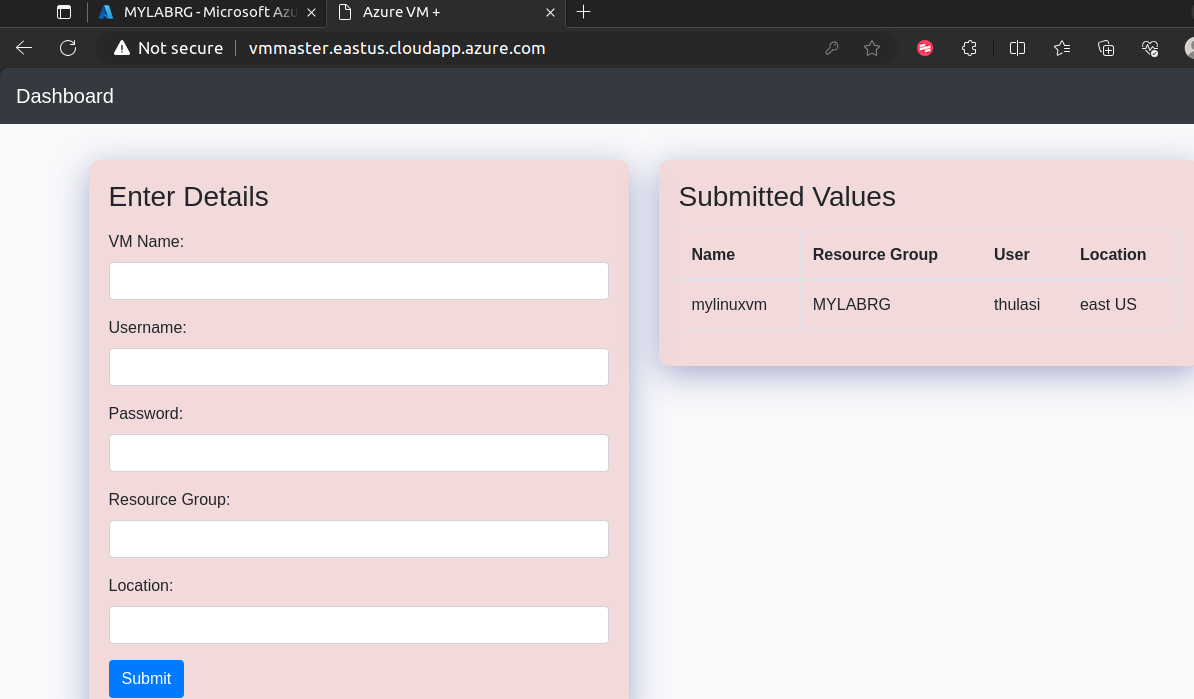 MYLABRG - Microsoft Azu
Azure VM +
Not secure
vmmaster.eastus.cloudapp.azure.com
Dashboard
Enter Details
VM Name:
Username:
Password:
Resource Group:
Location:
Submit
Submitted Values
Name Resource Group User Location
mylinuxvm MYLABRG thulasi east US